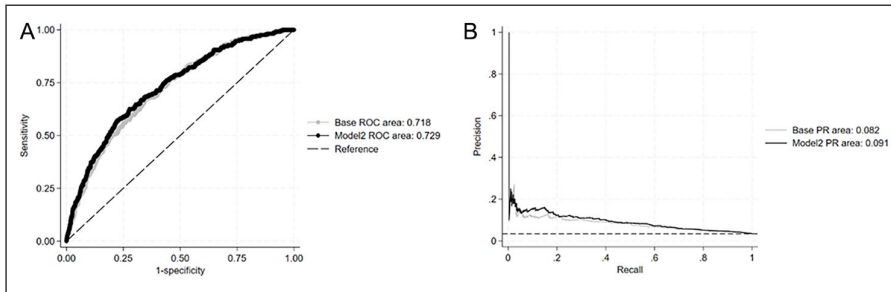 A
1.00
0.75
0.50
0.25
0.00
Sensitivity
0.00 0.25 0.50 0.75 1.00
1-specificity
Base ROC area: 0.718
Model2 ROC area: 0.729
Reference
B
1
.8
.6
.4
.2
0
Precision
0 .2 .4 .6 .8 1
Recall
Base PR area: 0.082
Model2 PR area: 0.091